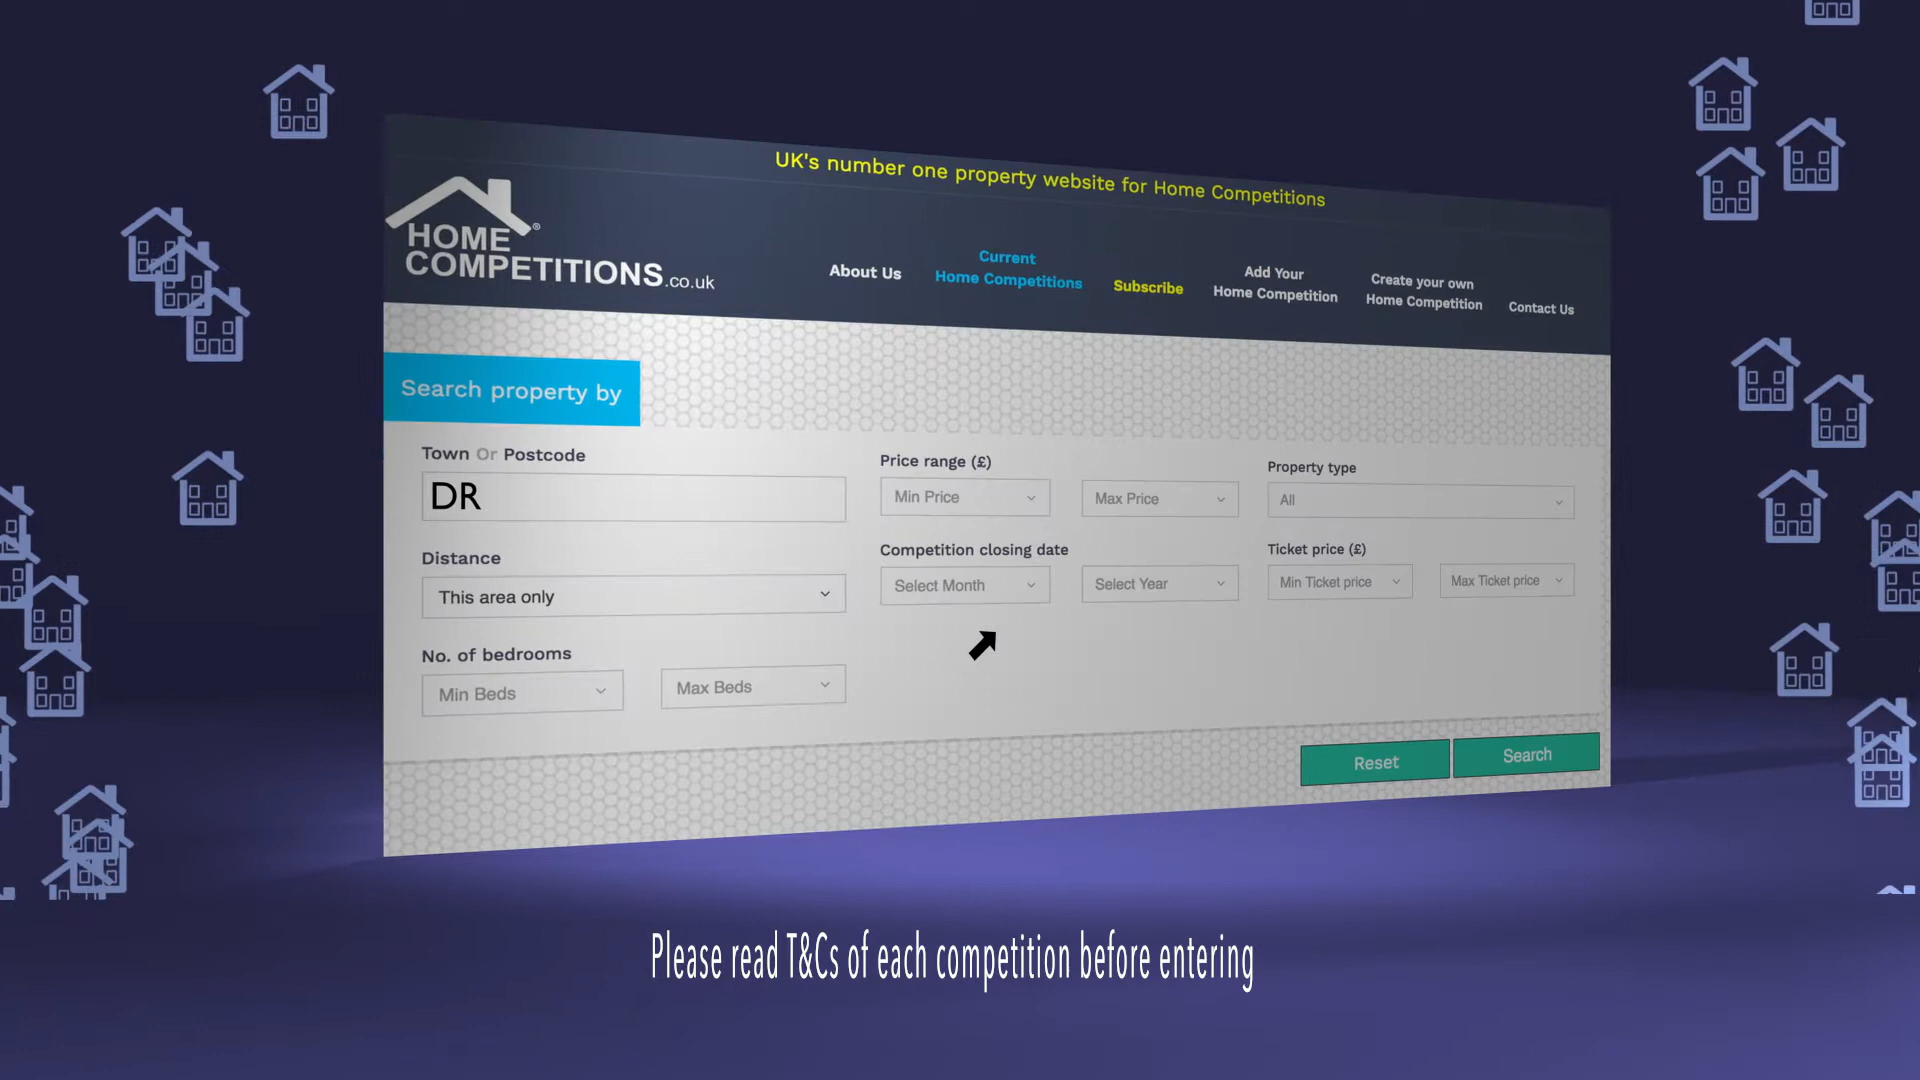 UK's number one property website for Home Competitions
HOME
COMPETITIONS.co.uk
®
About Us
Current
Home Competitions
Subscribe
Add Your
Home Competition
Create your own
Home Competition
Contact Us
Search property by
Town Or Postcode
DR
Price range (£)
Min Price
Max Price
Property type
All
Distance
This area only
Competition closing date
Select Month
Select Year
Ticket price (£)
Min Ticket price
Max Ticket price
No. of bedrooms
Min Beds
Max Beds
Reset
Search
Please read T&Cs of each competition before entering